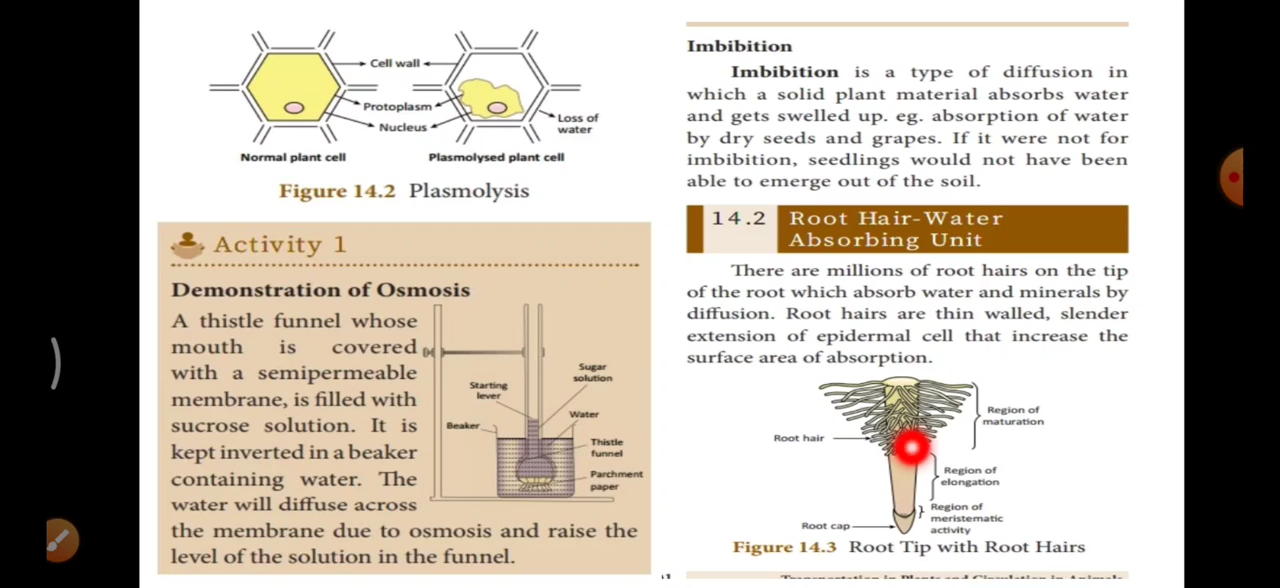 Cell wall
Protoplasm
Nucleus
Loss of
water
Normal plant cell
Plasmolysed plant cell
Figure 14.2 Plasmolysis
Activity 1
Demonstration of Osmosis
A thistle funnel whose
mouth is covered
with a semipermeable
membrane, is filled with
sucrose solution. It is
kept inverted in a beaker
containing water. The
water will diffuse across
the membrane due to osmosis and raise the
level of the solution in the funnel.
Sugar
solution
Starting
lever
Water
Beaker
Thistle
funnel
Parchment
paper
Imbibition
Imbibition is a type of diffusion in
which a solid plant material absorbs water
and gets swelled up. eg. absorption of water
by dry seeds and grapes. If it were not for
imbibition, seedlings would not have been
able to emerge out of the soil.
14.2 Root Hair-Water
Absorbing Unit
There are millions of root hairs on the tip
of the root which absorb water and minerals by
diffusion. Root hairs are thin walled, slender
extension of epidermal cell that increase the
surface area of absorption.
Region of
maturation
Root hair
Region of
elongation
Region of
meristematic
activity
Root cap
Figure 14.3 Root Tip with Root Hairs
Transportation in Plants and Circulation in Animals